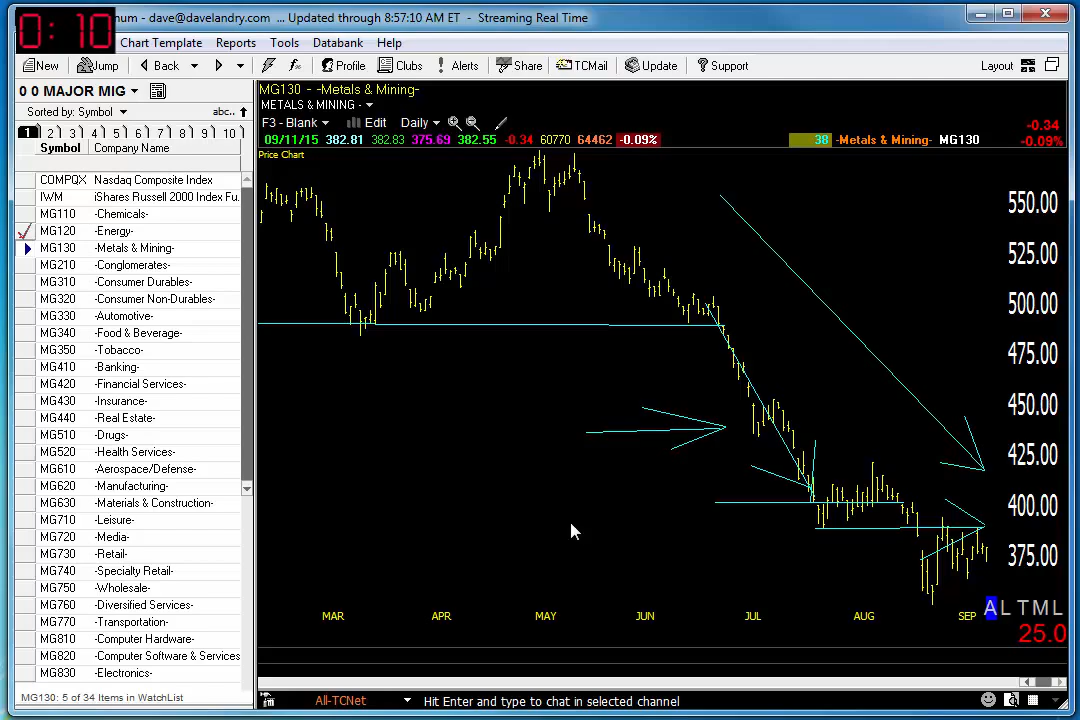 0:10
num - dave@davelandry.com ... Updated through 8:57:10 AM ET - Streaming Real Time
Chart Template Reports Tools Databank Help
New Jump Back Profile Clubs Alerts Share TCMail Update Support Layout
0 0 MAJOR MIG
Sorted by: Symbol abc..
1 2 3 4 5 6 7 8 9 10
Symbol Company Name
COMPQX Nasdaq Composite Index
IWM iShares Russell 2000 Index Fu.
MG110 -Chemicals-
MG120 -Energy-
MG130 -Metals & Mining-
MG210 -Conglomerates-
MG310 -Consumer Durables-
MG320 -Consumer Non-Durables-
MG330 -Automotive-
MG340 -Food & Beverage-
MG350 -Tobacco-
MG410 -Banking-
MG420 -Financial Services-
MG430 -Insurance-
MG440 -Real Estate-
MG510 -Drugs-
MG520 -Health Services-
MG610 -Aerospace/Defense-
MG620 -Manufacturing-
MG630 -Materials & Construction-
MG710 -Leisure-
MG720 -Media-
MG730 -Retail-
MG740 -Specialty Retail-
MG750 -Wholesale-
MG760 -Diversified Services-
MG770 -Transportation-
MG810 -Computer Hardware-
MG820 -Computer Software & Services
MG830 -Electronics-
MG130: 5 of 34 Items in WatchList
MG130 - -Metals & Mining-
METALS & MINING -
F3 - Blank Edit Daily
-0.34
09/11/15 382.81 382.83 375.69 382.55 -0.34 60770 64462 -0.09% 38 -Metals & Mining- MG130 -0.09%
Price Chart
550.00
525.00
500.00
475.00
450.00
425.00
400.00
375.00
MAR APR MAY JUN JUL AUG SEP
A L T M L
25.0
All-TCNet Hit Enter and type to chat in selected channel